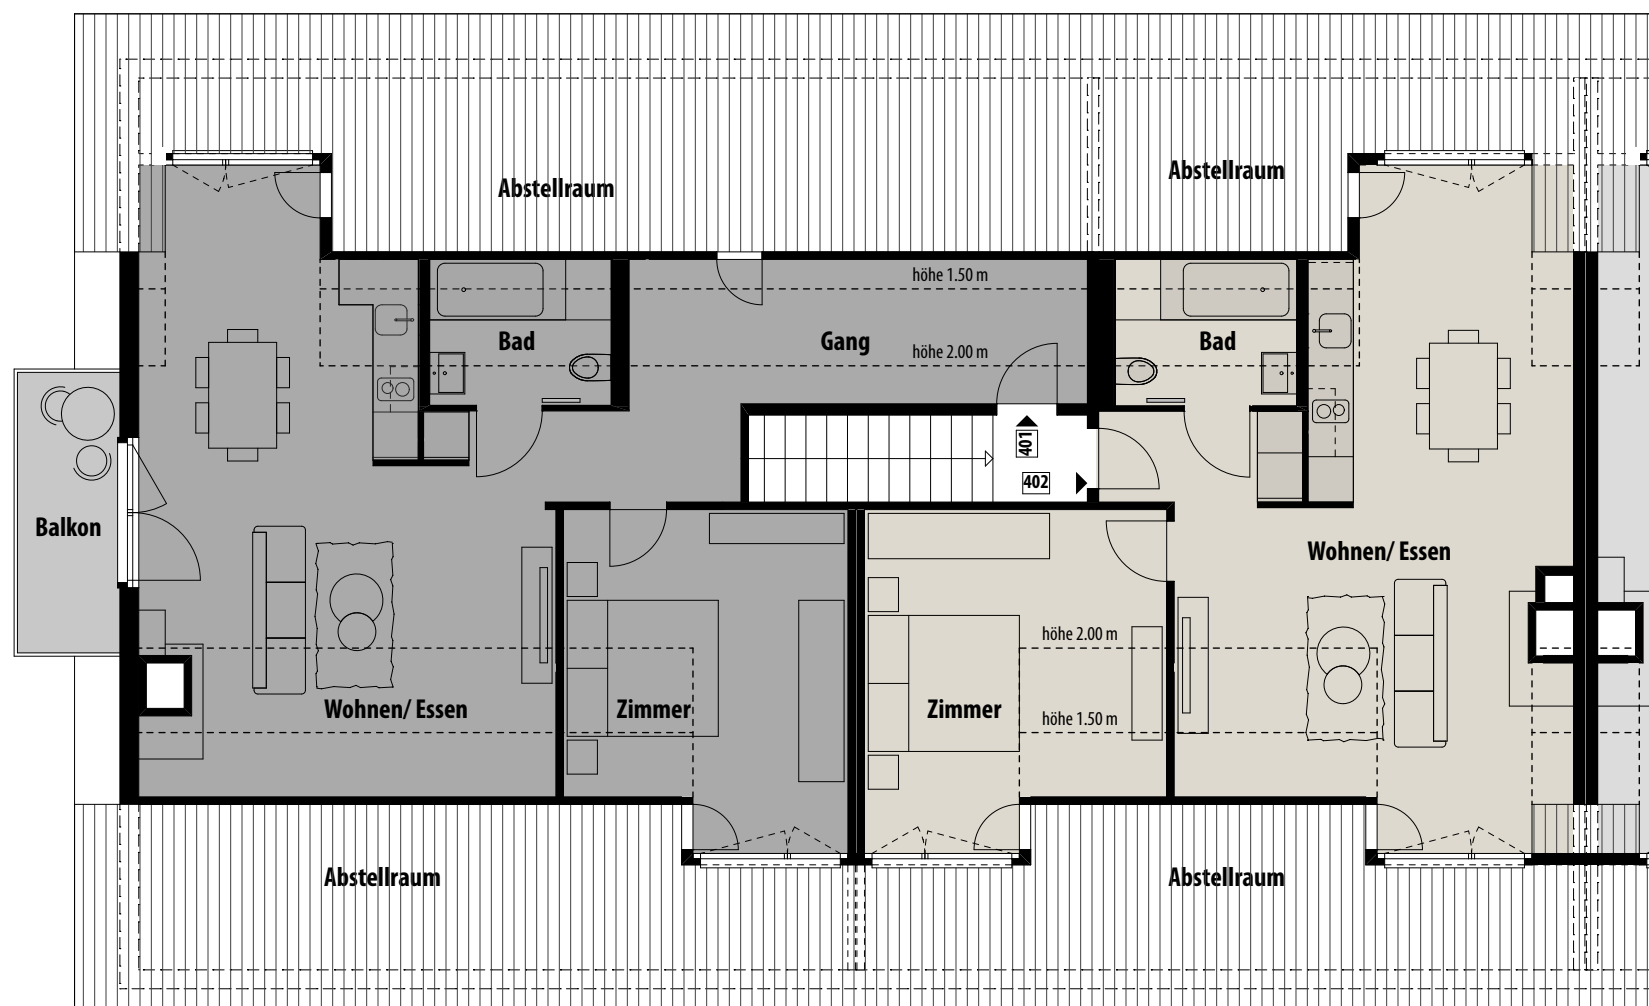 Abstellraum
Abstellraum
höhe 1.50 m
Bad
Gang
höhe 2.00 m
Bad
401
402
Balkon
Wohnen/ Essen
höhe 2.00 m
Wohnen/ Essen
Zimmer
Zimmer
höhe 1.50 m
Abstellraum
Abstellraum